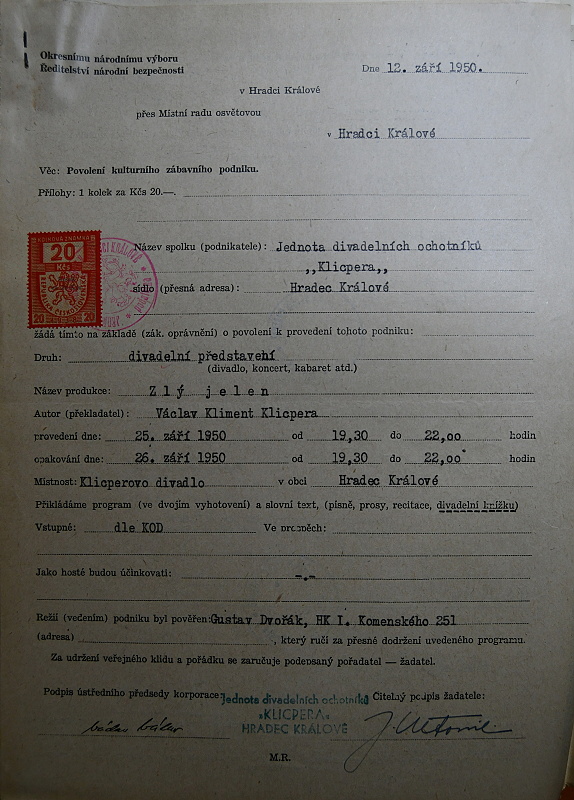 Okresnímu národnímu výboru
Ředitelství národní bezpečnosti
Dne 12. září 1950.
v Hradci Králové
přes Místní radu osvětovou
v Hradci Králové
Věc: Povolení kulturního zábavního podniku.
Přílohy: 1 kolek za Kčs 20.—.
KOLKOVÁ ZNÁMKA
20
Kčs
20 20
Název spolku (podnikatele): Jednota divadelních ochotníků
,,Klicpera,,
sídlo (přesná adresa): Hradec Králové
žádá tímto na základě (zák. oprávnění) o povolení k provedení tohoto podniku:
Druh: divadelní představení
(divadlo, koncert, kabaret atd.)
Název produkce: Zlý jelen
Autor (překladatel): Václav Kliment Klicpera
provedení dne: 25. září 1950 od 19,30 do 22,00 hodin
opakování dne: 26. září 1950 od 19,30 do 22,00 hodin
Místnost: Klicperovo divadlo v obci Hradec Králové
Přikládáme program (ve dvojím vyhotovení) a slovní text, (písně, prosy, recitace, divadelní knížku)
Vstupné: dle KOD Ve prospěch:
Jako hosté budou účinkovati: -.-
Režií (vedením) podniku byl pověřen: Gustav Dvořák, HK I. Komenského 251
(adresa) , který ručí za přesné dodržení uvedeného programu.
Za udržení veřejného klidu a pořádku se zaručuje podepsaný pořadatel — žadatel.
Podpis ústředního předsedy korporace: Jednota divadelních ochotníků Čitelný podpis žadatele:
»KLICPERA«
HRADEC KRÁLOVÉ
M.R.